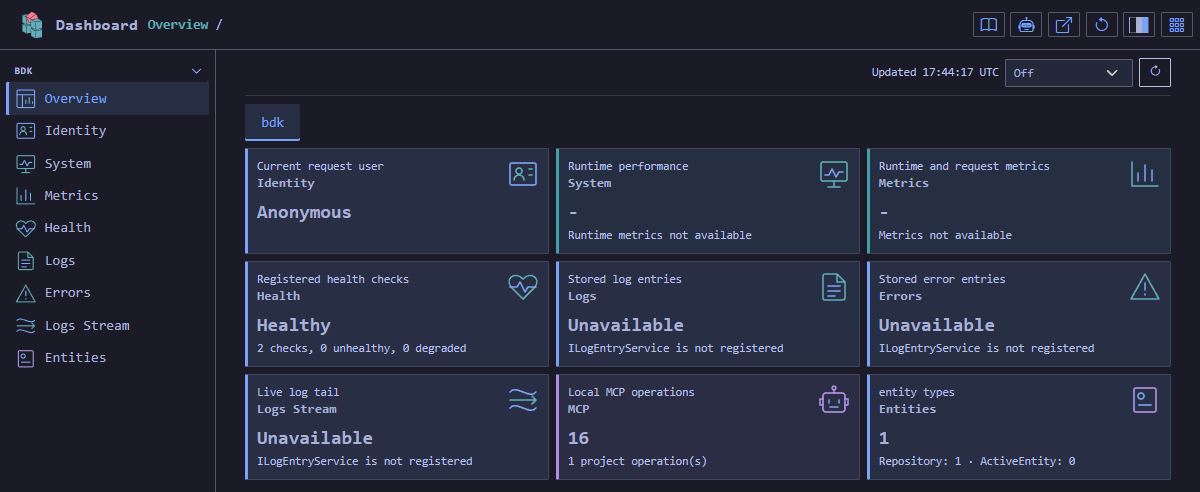 Dashboard Overview /
Updated 17:44:17 UTC Off
BDK
Overview
Identity
System
Metrics
Health
Logs
Errors
Logs Stream
Entities
bdk
Current request user
Identity
Anonymous
Runtime performance
System
-
Runtime metrics not available
Runtime and request metrics
Metrics
-
Metrics not available
Registered health checks
Health
Healthy
2 checks, 0 unhealthy, 0 degraded
Stored log entries
Logs
Unavailable
ILogEntryService is not registered
Stored error entries
Errors
Unavailable
ILogEntryService is not registered
Live log tail
Logs Stream
Unavailable
ILogEntryService is not registered
Local MCP operations
MCP
16
1 project operation(s)
entity types
Entities
1
Repository: 1 · ActiveEntity: 0